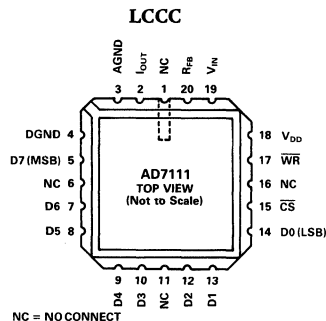 LCCC
AGND IOUT NC RFB VIN
3 2 1 20 19
DGND 4
D7 (MSB) 5
NC 6
D6 7
D5 8
AD7111
TOP VIEW
(Not to Scale)
18 VDD
17 WR
16 NC
15 CS
14 D0 (LSB)
9 10 11 12 13
D4 D3 NC D2 D1
NC = NO CONNECT